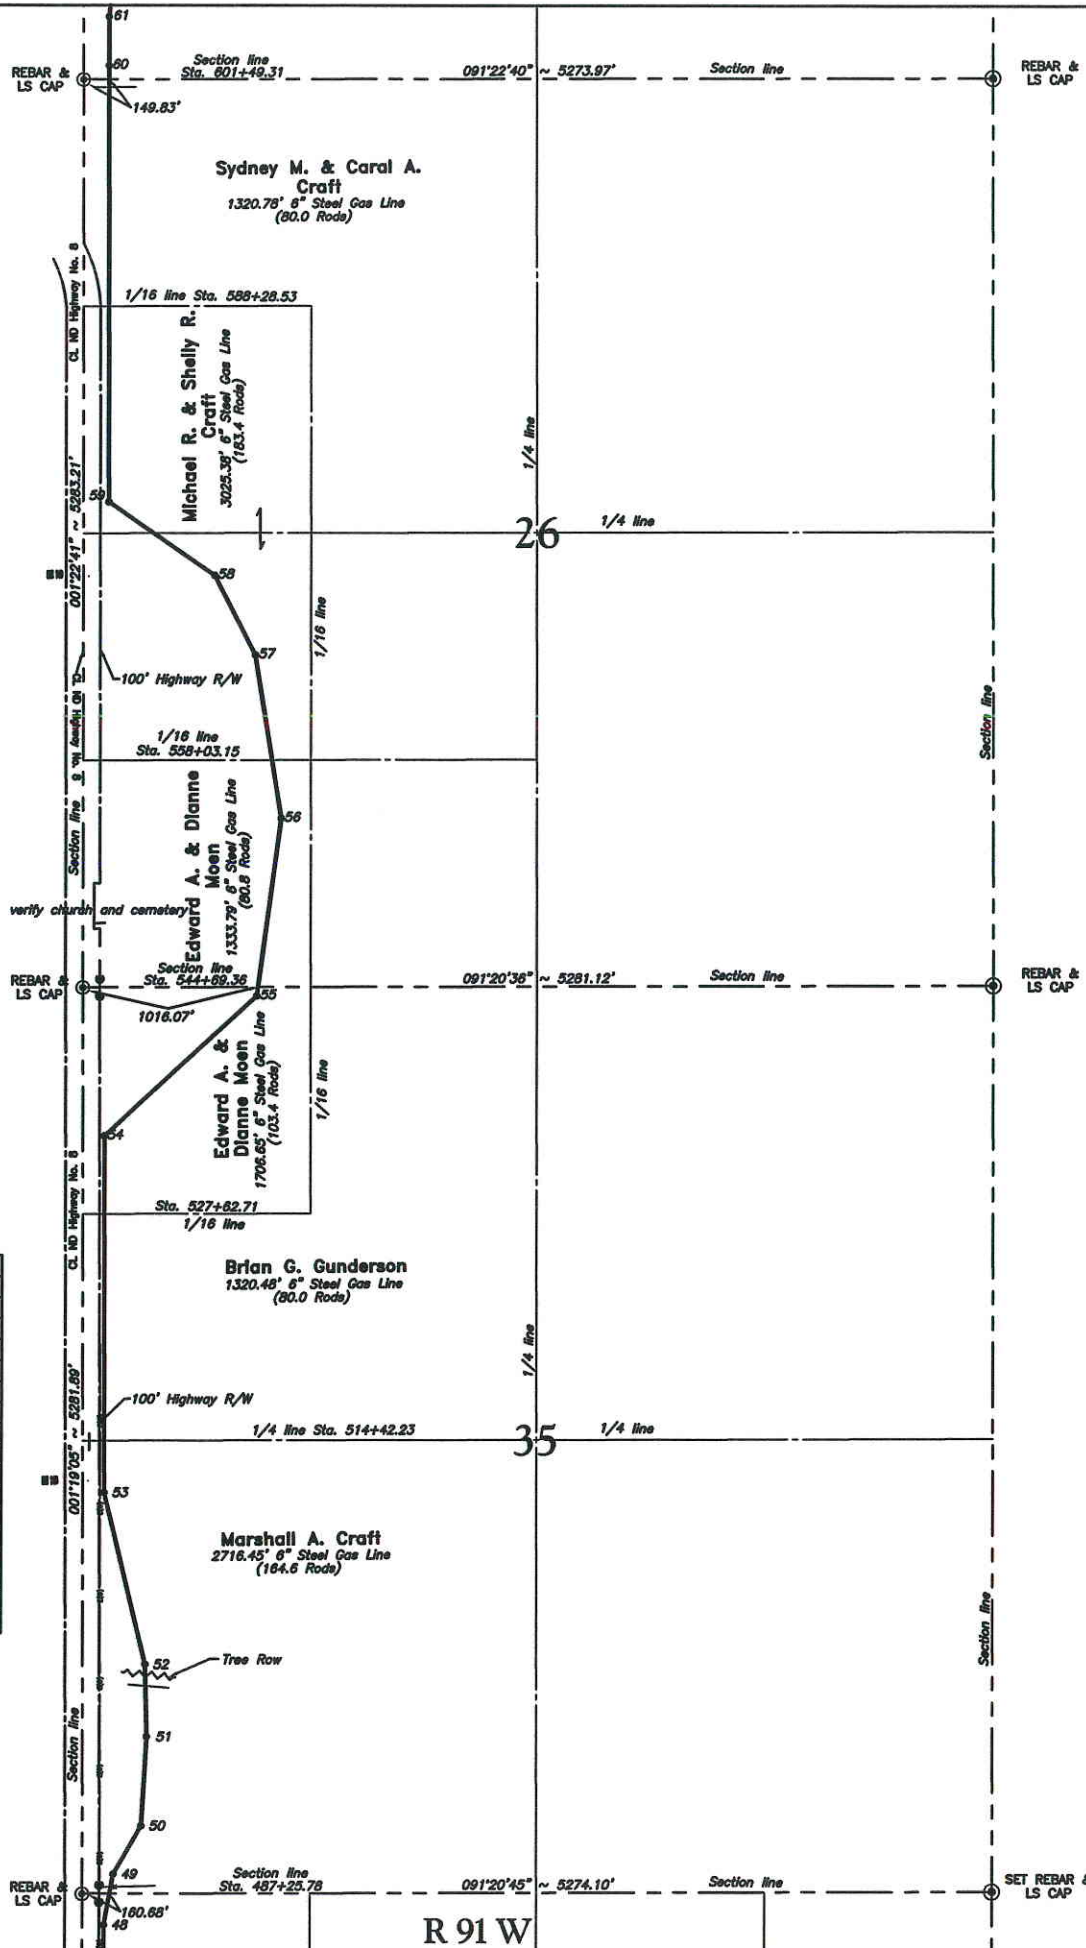 61
60
REBAR &
LS CAP
Section line
Sta. 601+49.31
091°22'40" ~ 5273.97'
Section line
REBAR &
LS CAP
149.83'
Sydney M. & Caral A.
Craft
1320.78' 6" Steel Gas Line
(80.0 Rods)
CL ND Highway No. 8
1/16 line Sta. 588+28.53
Michael R. & Shelly R.
Craft
3025.38' 6" Steel Gas Line
(183.4 Rods)
1/4 line
001°22'41" ~ 5283.21'
59
26
1/4 line
58
1/16 line
57
100' Highway R/W
CL ND Highway No. 8
Section line
1/16 line
Sta. 558+03.15
Section line
56
Edward A. & Dianne
Moen
1333.79' 6" Steel Gas Line
(80.8 Rods)
verify church and cemetery
REBAR &
LS CAP
Section line
Sta. 544+69.36
091°20'36" ~ 5281.12'
Section line
REBAR &
LS CAP
55
1016.07'
Edward A. &
Dianne Moen
1706.65' 6" Steel Gas Line
(103.4 Rods)
1/16 line
54
CL ND Highway No. 8
Sta. 527+62.71
1/16 line
Brian G. Gunderson
1320.48' 6" Steel Gas Line
(80.0 Rods)
1/4 line
001°19'05" ~ 5281.89'
100' Highway R/W
1/4 line Sta. 514+42.23
35
1/4 line
53
Marshall A. Craft
2716.45' 6" Steel Gas Line
(164.6 Rods)
Section line
52
Tree Row
51
Section line
50
49
REBAR &
LS CAP
Section line
Sta. 487+25.78
091°20'45" ~ 5274.10'
Section line
SET REBAR &
LS CAP
160.68'
48
R 91 W